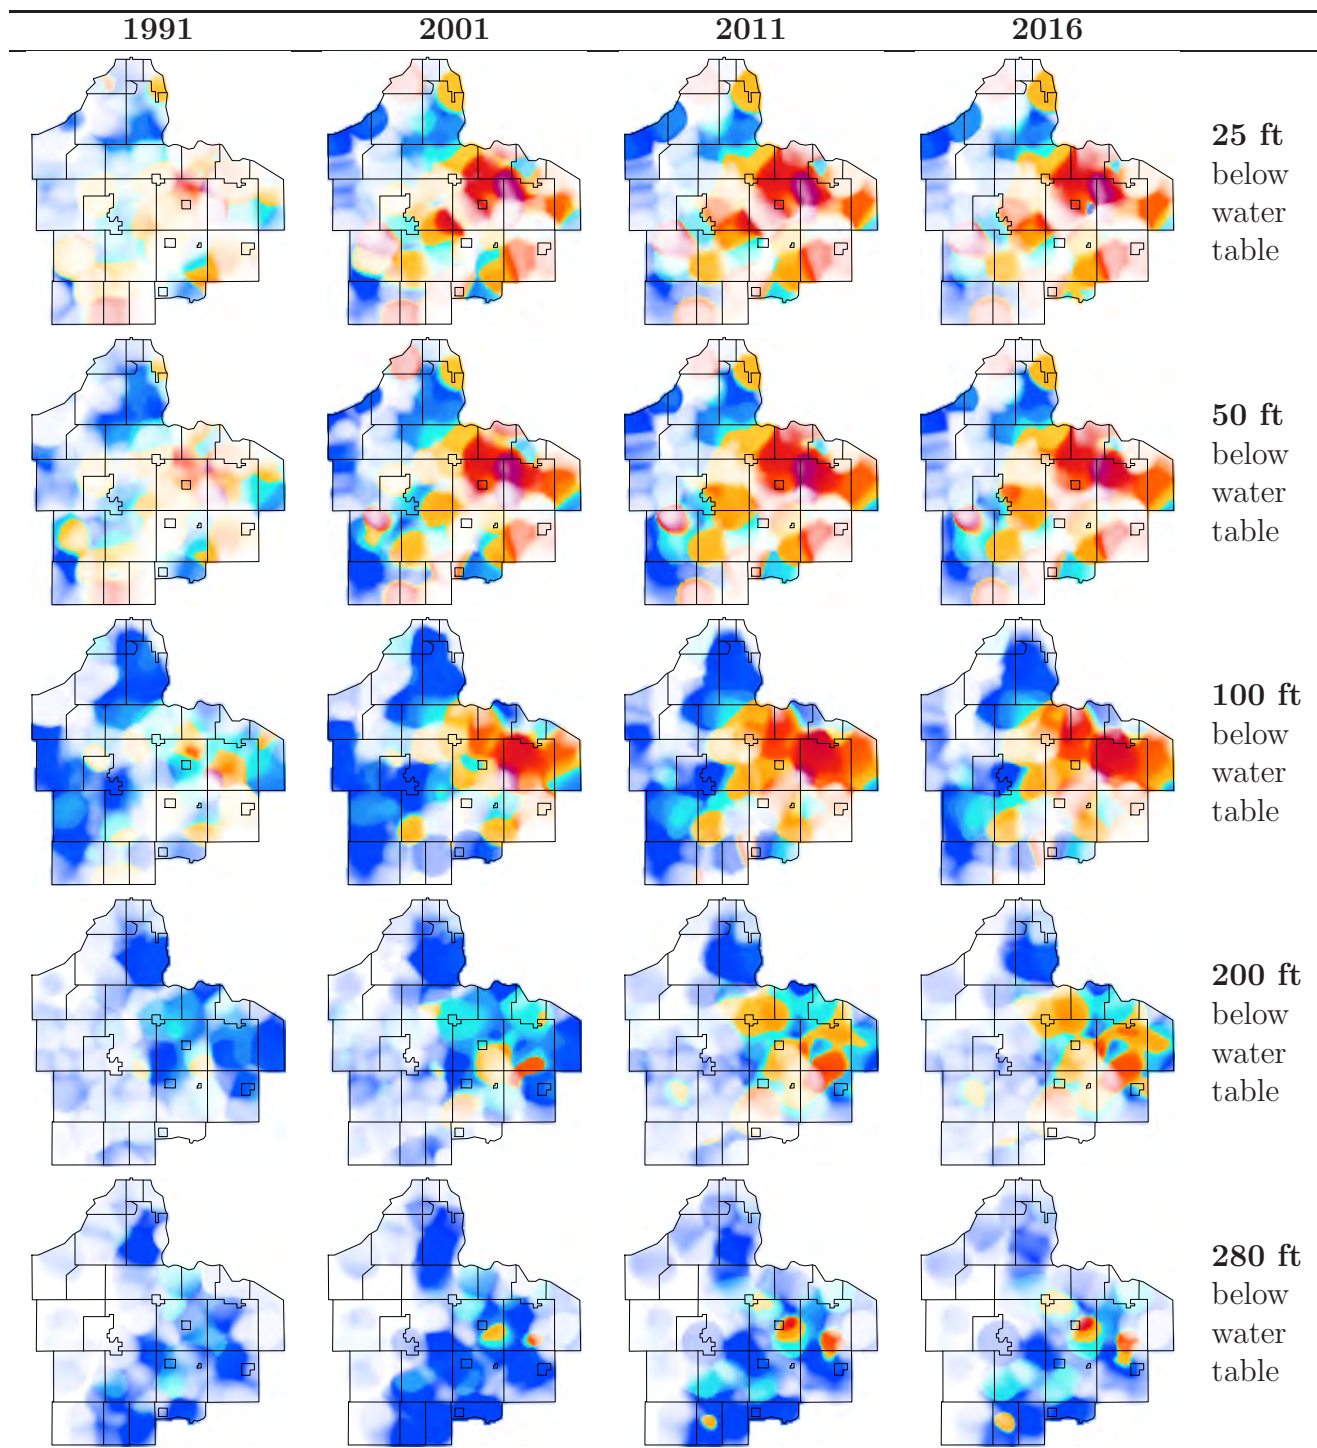 1991 2001 2011 2016
25 ft
below
water
table
50 ft
below
water
table
100 ft
below
water
table
200 ft
below
water
table
280 ft
below
water
table